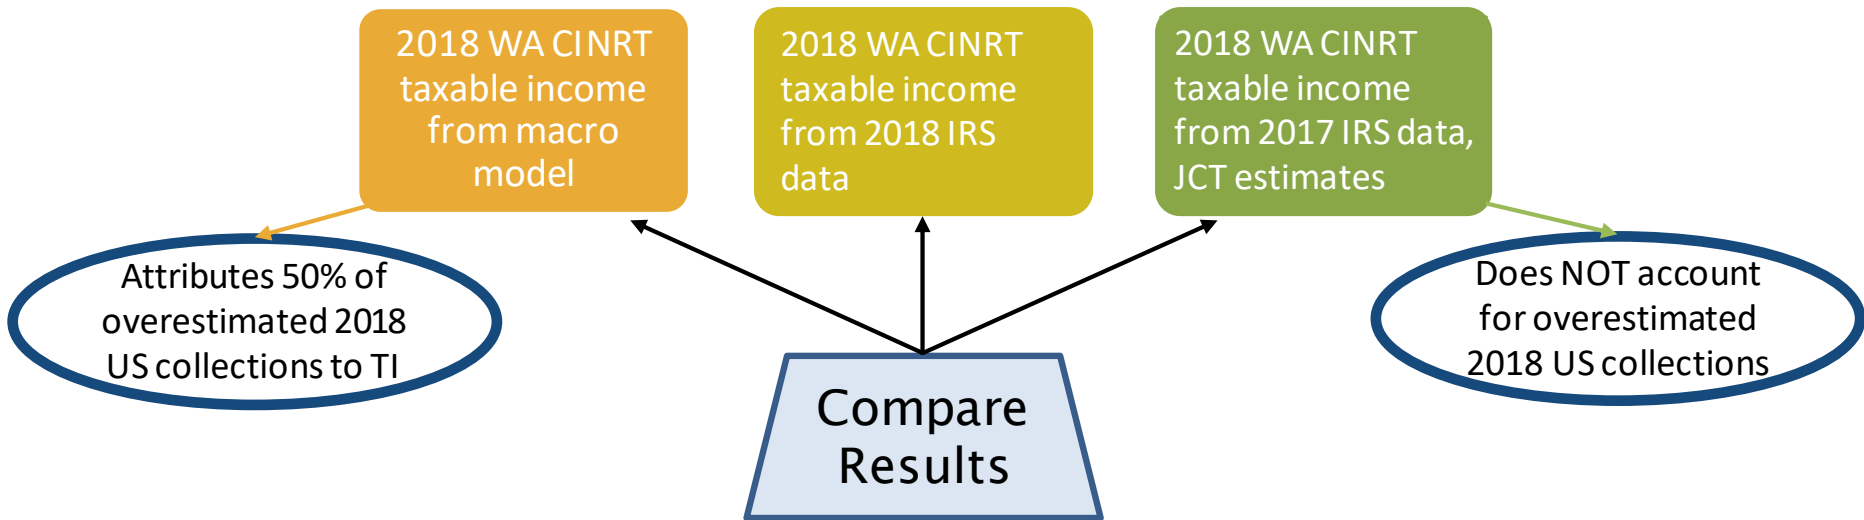 2018 WA CINRT
taxable income
from macro
model
2018 WA CINRT
taxable income
from 2018 IRS
data
2018 WA CINRT
taxable income
from 2017 IRS data,
JCT estimates
Attributes 50% of
overestimated 2018
US collections to TI
Does NOT account
for overestimated
2018 US collections
Compare
Results